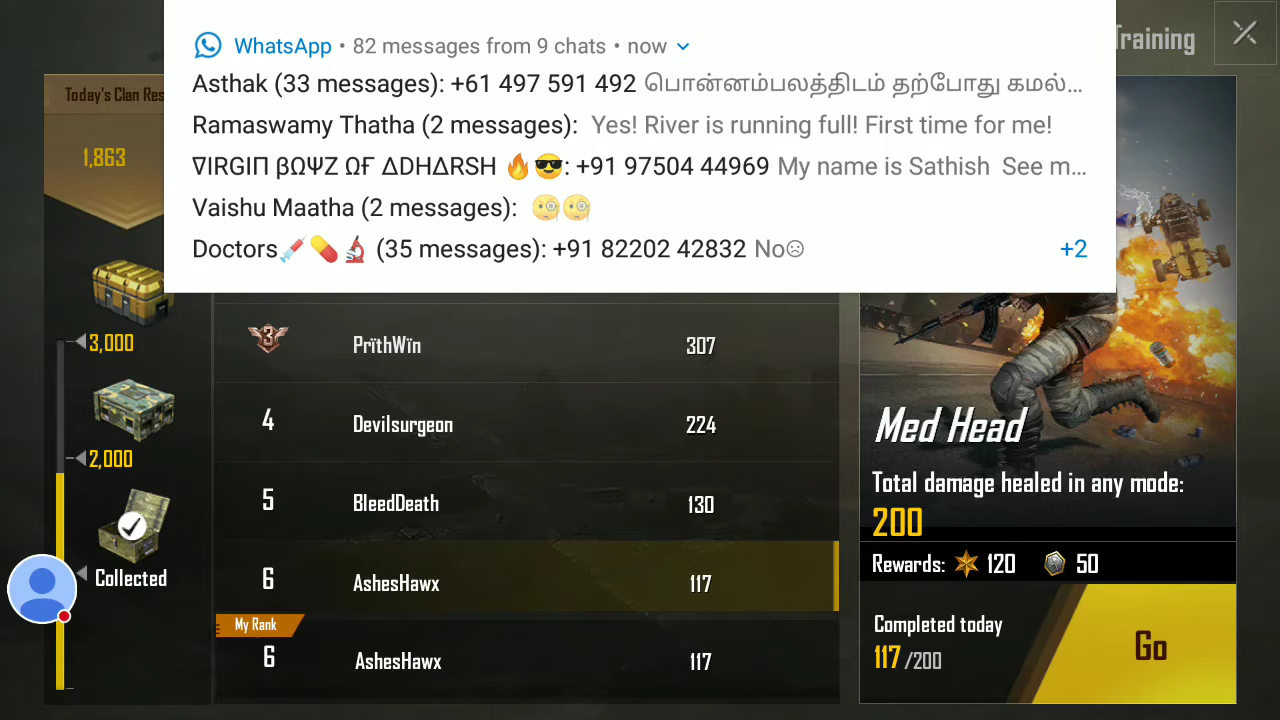 WhatsApp • 82 messages from 9 chats • now
Asthak (33 messages): +61 497 591 492 பொன்னம்பலத்திடம் தற்போது கமல்...
Ramaswamy Thatha (2 messages): Yes! River is running full! First time for me!
∇IRGIΠ βΩΨZ ΩҒ ΔDHΔRSH 🔥😎: +91 97504 44969 My name is Sathish See m...
Vaishu Maatha (2 messages): 🧐🧐
Doctors💉💊🔬 (35 messages): +91 82202 42832 No☹
+2
Training
Today's Clan Res
1,863
3,000
2,000
Collected
3 PrïthWïn 307
4 Devilsurgeon 224
5 BleedDeath 130
6 AshesHawx 117
My Rank
6 AshesHawx 117
Med Head
Total damage healed in any mode:
200
Rewards: 120 50
Completed today
117 /200
Go